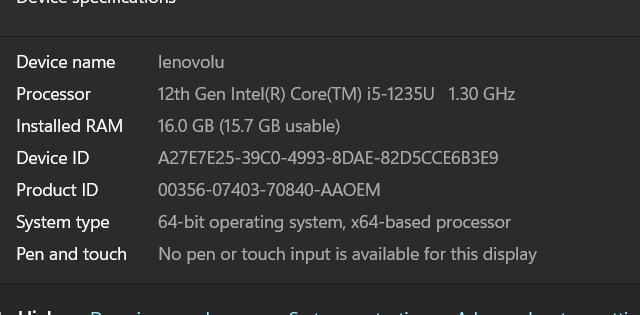 Device specifications
Device name lenovolu
Processor 12th Gen Intel(R) Core(TM) i5-1235U 1.30 GHz
Installed RAM 16.0 GB (15.7 GB usable)
Device ID A27E7E25-39C0-4993-8DAE-82D5CCE6B3E9
Product ID 00356-07403-70840-AAOEM
System type 64-bit operating system, x64-based processor
Pen and touch No pen or touch input is available for this display